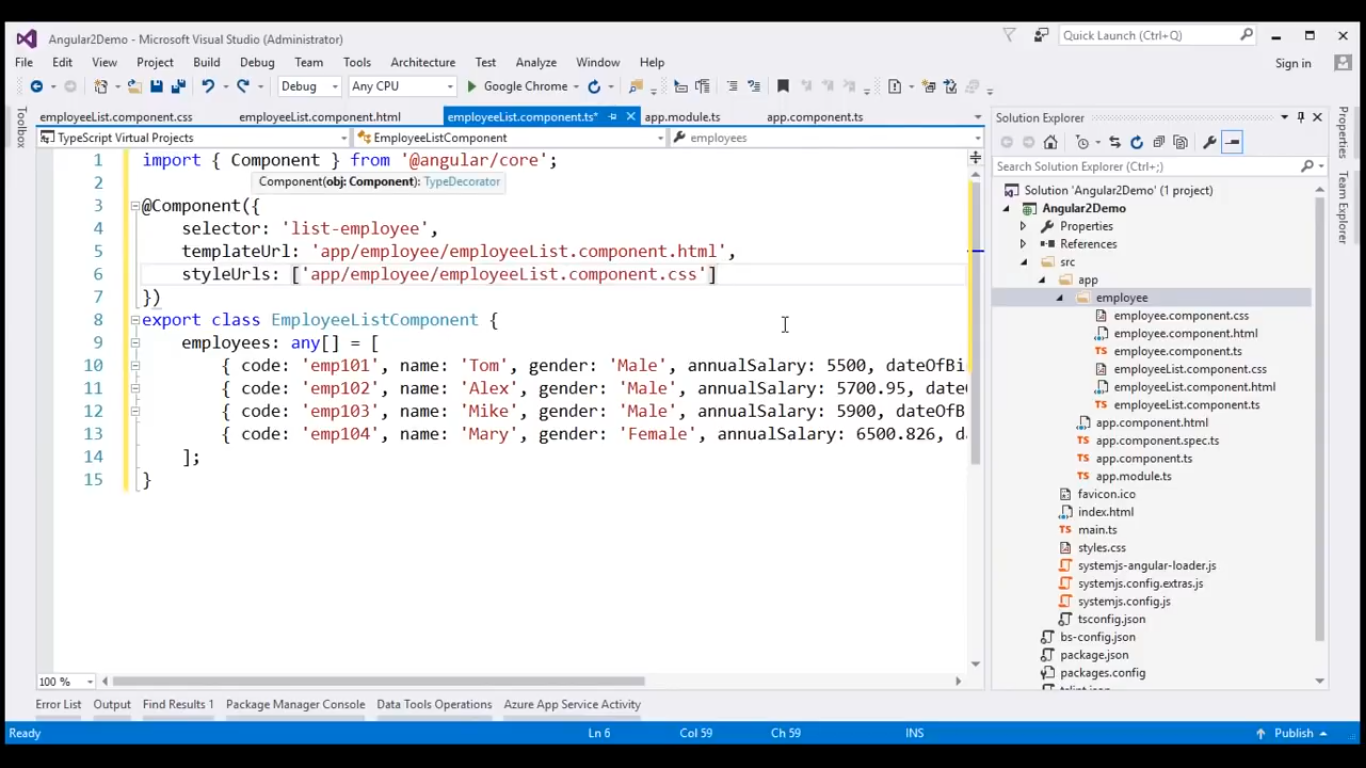 Angular2Demo - Microsoft Visual Studio (Administrator)
Quick Launch (Ctrl+Q)
File Edit View Project Build Debug Team Tools Architecture Test Analyze Window Help
Sign in
Debug Any CPU Google Chrome
Toolbox
employeeList.component.css employeeList.component.html employeeList.component.ts* app.module.ts app.component.ts
TypeScript Virtual Projects EmployeeListComponent employees
1 import { Component } from '@angular/core';
Component(obj: Component): TypeDecorator
2
3 @Component({
4 selector: 'list-employee',
5 templateUrl: 'app/employee/employeeList.component.html',
6 styleUrls: ['app/employee/employeeList.component.css']
7 })
8 export class EmployeeListComponent {
9 employees: any[] = [
10 { code: 'emp101', name: 'Tom', gender: 'Male', annualSalary: 5500, dateOfBi
11 { code: 'emp102', name: 'Alex', gender: 'Male', annualSalary: 5700.95, date
12 { code: 'emp103', name: 'Mike', gender: 'Male', annualSalary: 5900, dateOfB
13 { code: 'emp104', name: 'Mary', gender: 'Female', annualSalary: 6500.826, d
14 ];
15 }
100 %
Solution Explorer
Search Solution Explorer (Ctrl+;)
Solution 'Angular2Demo' (1 project)
Angular2Demo
Properties
References
src
app
employee
employee.component.css
employee.component.html
employee.component.ts
employeeList.component.css
employeeList.component.html
employeeList.component.ts
app.component.html
app.component.spec.ts
app.component.ts
app.module.ts
favicon.ico
index.html
main.ts
styles.css
systemjs-angular-loader.js
systemjs.config.extras.js
systemjs.config.js
tsconfig.json
bs-config.json
package.json
packages.config
Properties
Team Explorer
Error List Output Find Results 1 Package Manager Console Data Tools Operations Azure App Service Activity
Ready Ln 6 Col 59 Ch 59 INS Publish